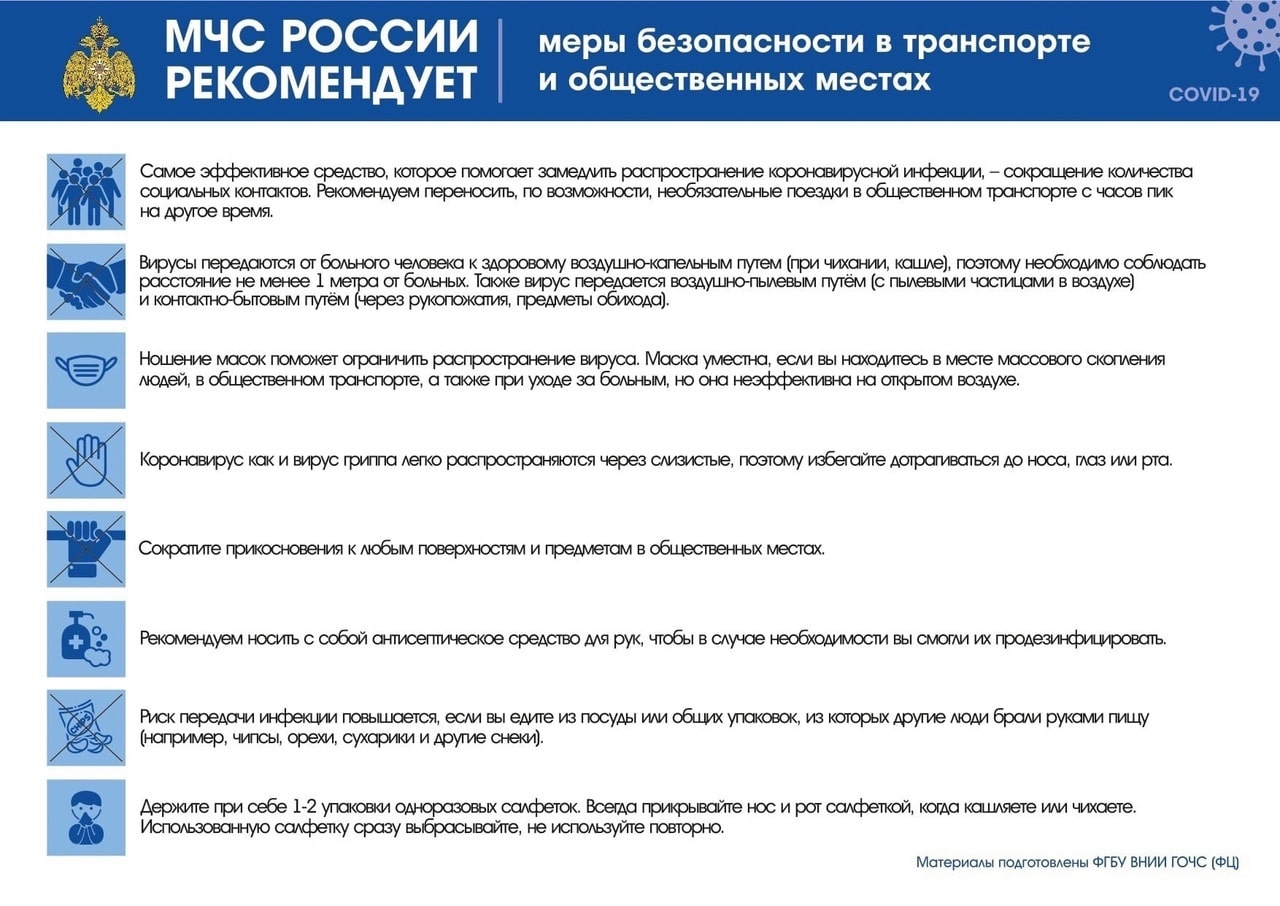 МЧС РОССИИ
РЕКОМЕНДУЕТ
меры безопасности в транспорте
и общественных местах
COVID-19
Самое эффективное средство, которое помогает замедлить распространение коронавирусной инфекции, – сокращение количества
социальных контактов. Рекомендуем переносить, по возможности, необязательные поездки в общественном транспорте с часов пик
на другое время.
Вирусы передаются от больного человека к здоровому воздушно-капельным путем (при чихании, кашле), поэтому необходимо соблюдать
расстояние не менее 1 метра от больных. Также вирус передается воздушно-пылевым путём (с пылевыми частицами в воздухе)
и контактно-бытовым путём (через рукопожатия, предметы обихода).
Ношение масок поможет ограничить распространение вируса. Маска уместна, если вы находитесь в месте массового скопления
людей, в общественном транспорте, а также при уходе за больным, но она неэффективна на открытом воздухе.
Коронавирус как и вирус гриппа легко распространяются через слизистые, поэтому избегайте дотрагиваться до носа, глаз или рта.
Сократите прикосновения к любым поверхностям и предметам в общественных местах.
Рекомендуем носить с собой антисептическое средство для рук, чтобы в случае необходимости вы смогли их продезинфицировать.
CHIPS
Риск передачи инфекции повышается, если вы едите из посуды или общих упаковок, из которых другие люди брали руками пищу
(например, чипсы, орехи, сухарики и другие снеки).
Держите при себе 1-2 упаковки одноразовых салфеток. Всегда прикрывайте нос и рот салфеткой, когда кашляете или чихаете.
Использованную салфетку сразу выбрасывайте, не используйте повторно.
Материалы подготовлены ФГБУ ВНИИ ГОЧС (ФЦ)